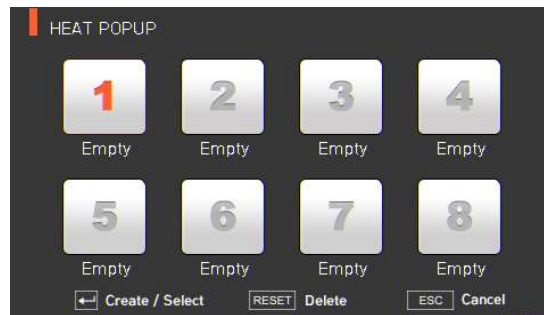 HEAT POPUP
1 2 3 4
Empty Empty Empty Empty
5 6 7 8
Empty Empty Empty Empty
Create / Select RESET Delete ESC Cancel